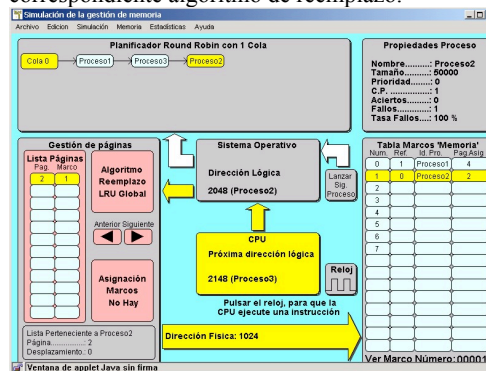 correspondiente algoritmo de reemplazo.
Simulación de la gestión de memoria
Archivo Edicion Simulación Memoria Estadísticas Ayuda
Planificador Round Robin con 1 Cola
Cola 0 Proceso1 Proceso3 Proceso2
Propiedades Proceso
Nombre.........: Proceso2
Tamaño.........: 50000
Prioridad........: 0
C.P. ..............: 1
Aciertos.........: 0
Fallos............: 1
Tasa Fallos....: 100 %
Gestión de páginas
Lista Páginas
Pag. Marco
2 1
Algoritmo
Reemplazo
LRU Global
Anterior Siguiente
Asignación
Marcos
No Hay
Lista Perteneciente a Proceso2
Página..............: 2
Desplazamiento.: 0
Sistema Operativo
Dirección Lógica
2048 (Proceso2)
Lanzar
Sig.
Proceso
CPU
Próxima dirección lógica
2148 (Proceso3)
Reloj
Pulsar el reloj, para que la
CPU ejecute una instrucción
Dirección Física: 1024
Tabla Marcos 'Memoria'
Num. Ref. Id. Pro. Pag.Asig
0 1 Proceso1 4
1 0 Proceso2 2
2
3
4
5
6
7
Ver Marco Número:00001
Ventana de applet Java sin firma